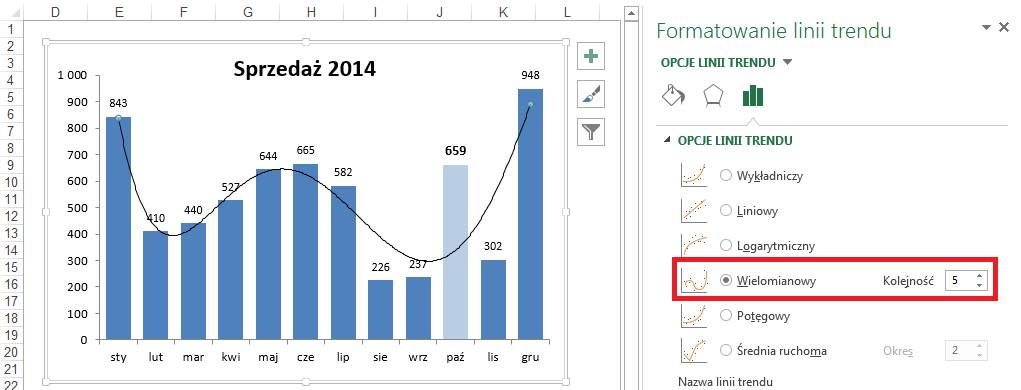 D E F G H I J K L
1
2
3
4
5
6
7
8
9
10
11
12
13
14
15
16
17
18
19
20
21
22
Sprzedaż 2014
1 000
900
800
700
600
500
400
300
200
100
0
843 410 440 527 644 665 582 226 237 659 302 948
sty lut mar kwi maj cze lip sie wrz paź lis gru
Formatowanie linii trendu
OPCJE LINII TRENDU
OPCJE LINII TRENDU
Wykładniczy
Liniowy
Logarytmiczny
Wielomianowy Kolejność 5
Potęgowy
Średnia ruchoma Okres 2
Nazwa linii trendu